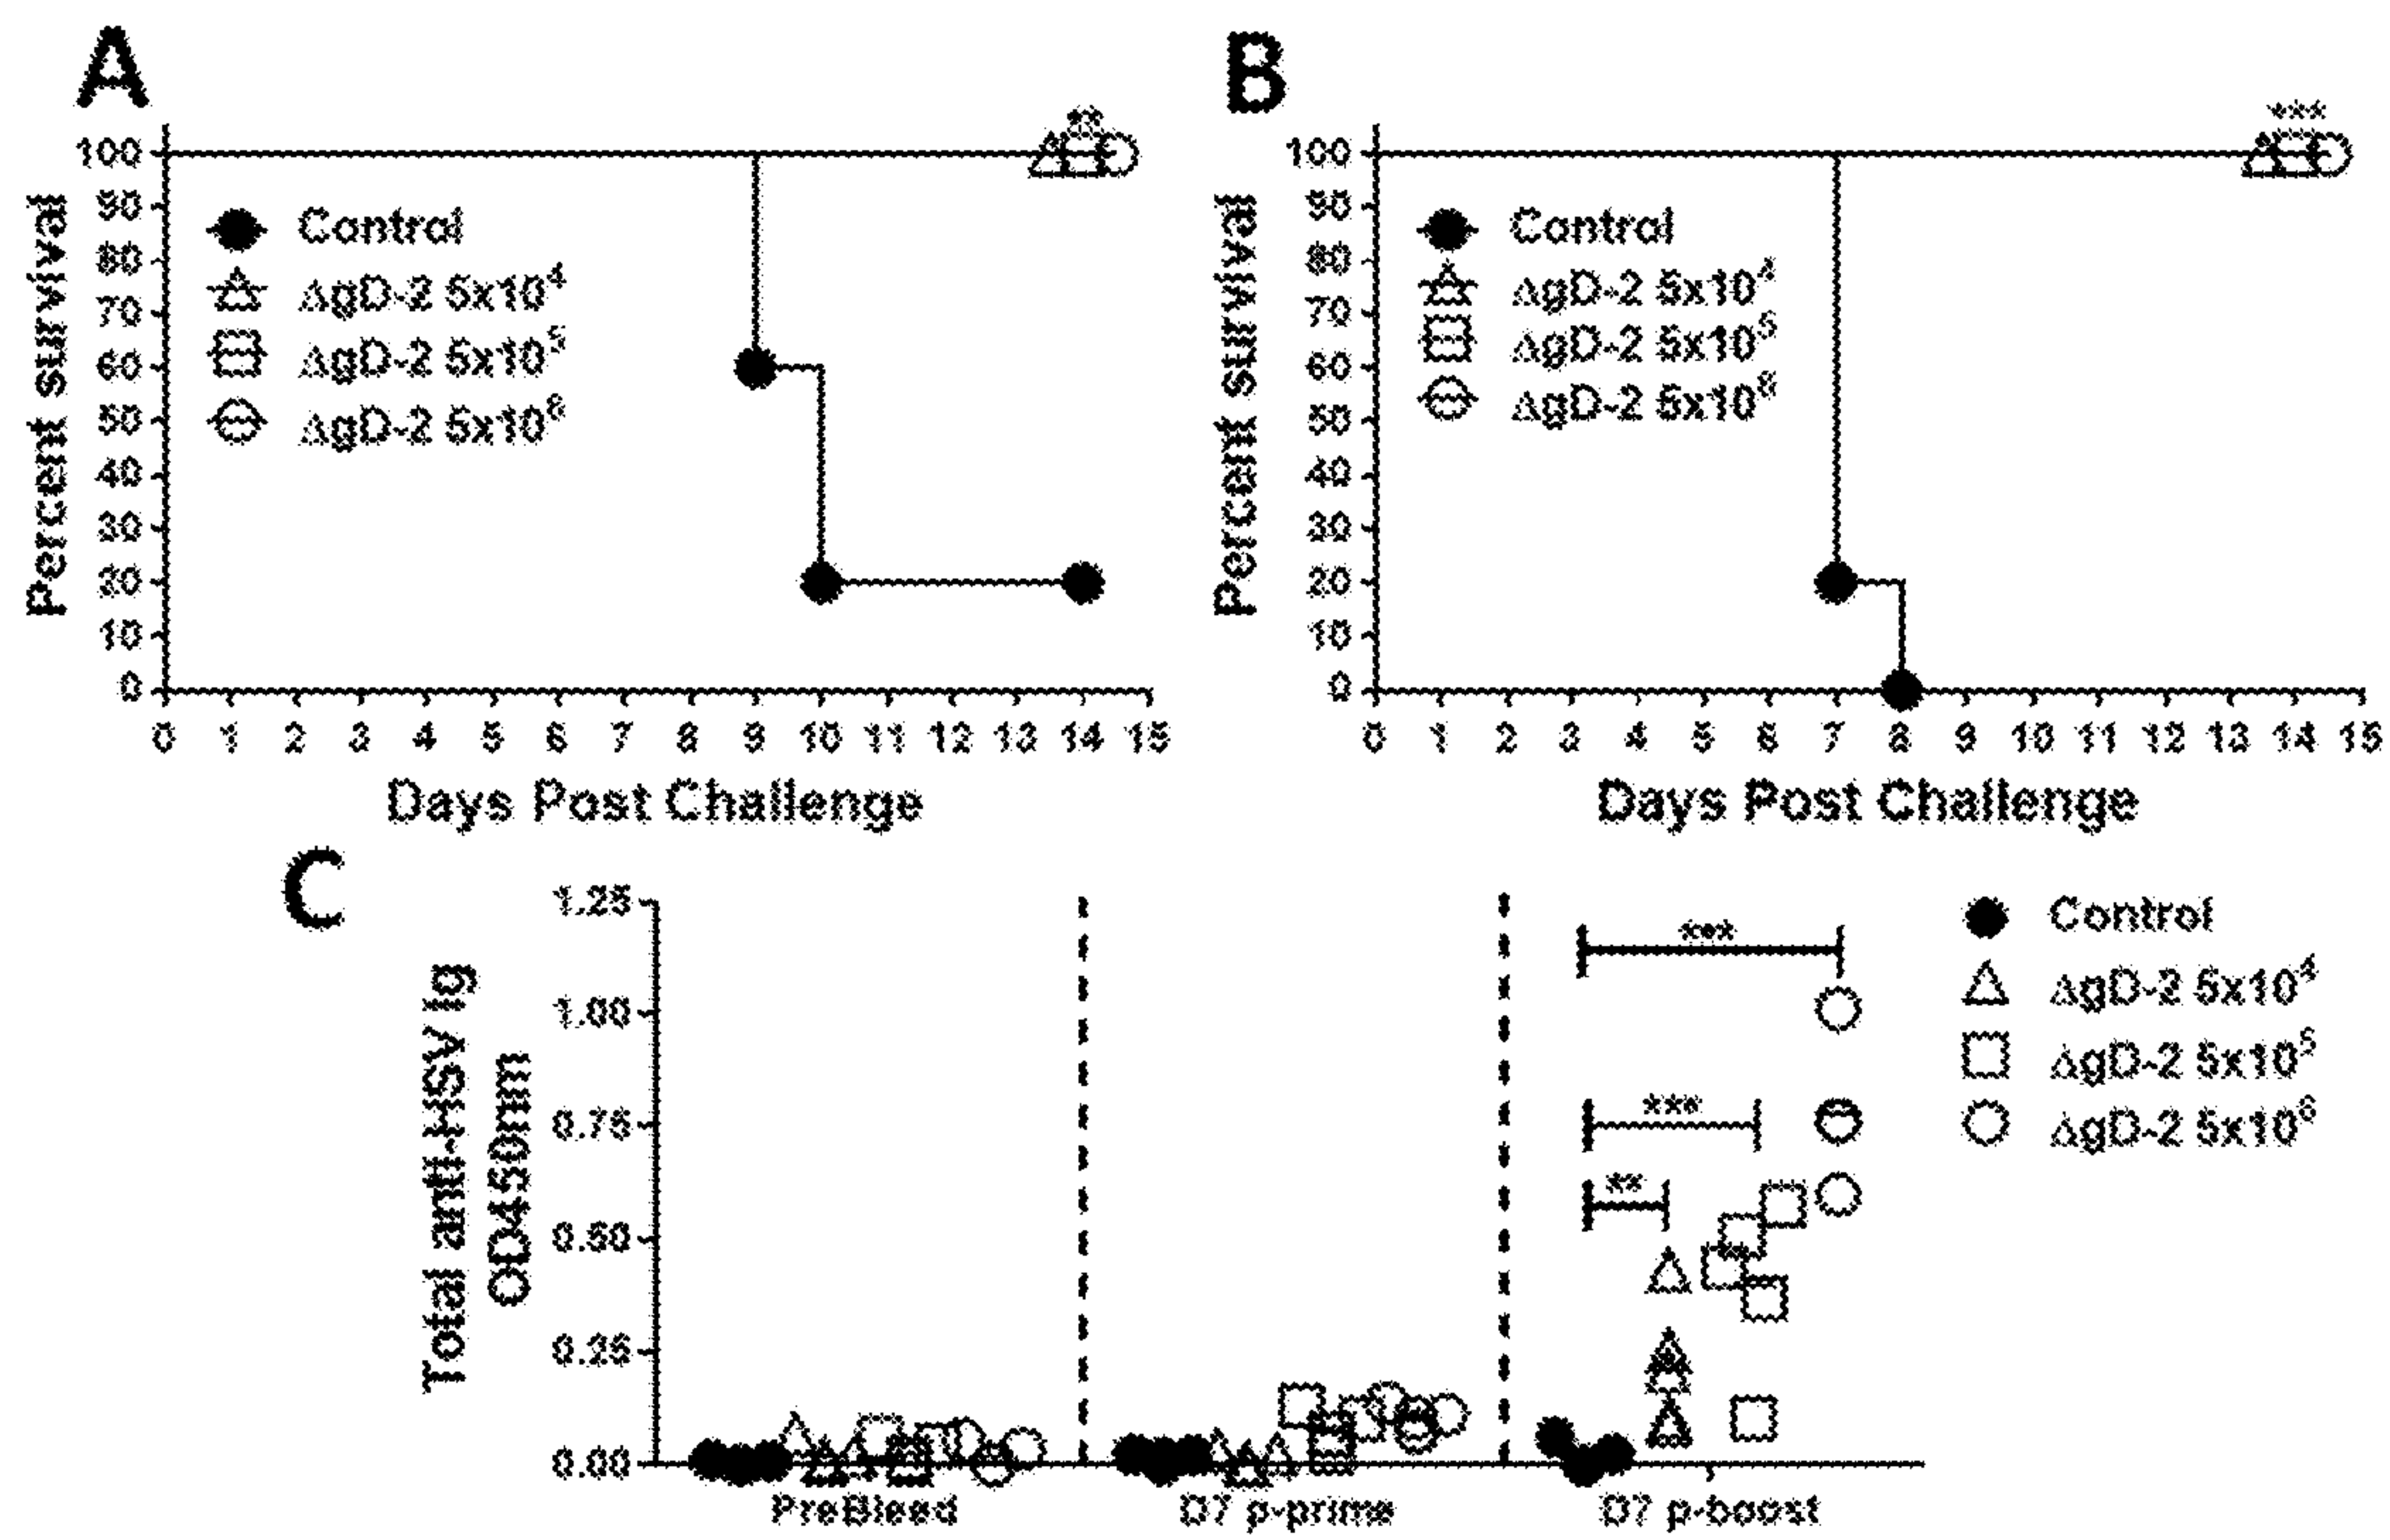 A
**
100
90
80
70
60
50
40
30
20
10
0
Percent survival
Control
ΔgD-2 5x10⁴
ΔgD-2 5x10⁵
ΔgD-2 5x10⁶
0 1 2 3 4 5 6 7 8 9 10 11 12 13 14 15
Days Post Challenge
B
***
100
90
80
70
60
50
40
30
20
10
0
Percent survival
Control
ΔgD-2 5x10⁴
ΔgD-2 5x10⁵
ΔgD-2 5x10⁶
0 1 2 3 4 5 6 7 8 9 10 11 12 13 14 15
Days Post Challenge
C
Total anti-HSV Ig
OD450nm
1.25
1.00
0.75
0.50
0.25
0.00
***
***
**
PreBleed D7 p-prime D7 p-boost
Control
ΔgD-2 5x10⁴
ΔgD-2 5x10⁵
ΔgD-2 5x10⁶